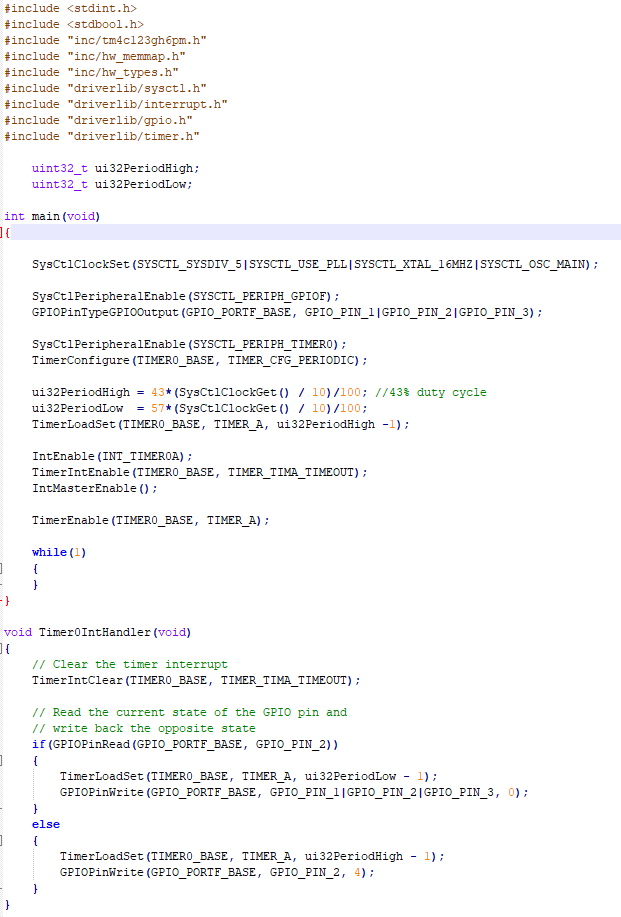 #include <stdint.h>
#include <stdbool.h>
#include "inc/tm4c123gh6pm.h"
#include "inc/hw_memmap.h"
#include "inc/hw_types.h"
#include "driverlib/sysctl.h"
#include "driverlib/interrupt.h"
#include "driverlib/gpio.h"
#include "driverlib/timer.h"
uint32_t ui32PeriodHigh;
uint32_t ui32PeriodLow;
int main(void)
{
SysCtlClockSet(SYSCTL_SYSDIV_5|SYSCTL_USE_PLL|SYSCTL_XTAL_16MHZ|SYSCTL_OSC_MAIN);
SysCtlPeripheralEnable(SYSCTL_PERIPH_GPIOF);
GPIOPinTypeGPIOOutput(GPIO_PORTF_BASE, GPIO_PIN_1|GPIO_PIN_2|GPIO_PIN_3);
SysCtlPeripheralEnable(SYSCTL_PERIPH_TIMER0);
TimerConfigure(TIMER0_BASE, TIMER_CFG_PERIODIC);
ui32PeriodHigh = 43*(SysCtlClockGet() / 10)/100; //43% duty cycle
ui32PeriodLow  = 57*(SysCtlClockGet() / 10)/100;
TimerLoadSet(TIMER0_BASE, TIMER_A, ui32PeriodHigh -1);
IntEnable(INT_TIMER0A);
TimerIntEnable(TIMER0_BASE, TIMER_TIMA_TIMEOUT);
IntMasterEnable();
TimerEnable(TIMER0_BASE, TIMER_A);
while(1)
{
}
}
void Timer0IntHandler(void)
{
// Clear the timer interrupt
TimerIntClear(TIMER0_BASE, TIMER_TIMA_TIMEOUT);
// Read the current state of the GPIO pin and
// write back the opposite state
if(GPIOPinRead(GPIO_PORTF_BASE, GPIO_PIN_2))
{
TimerLoadSet(TIMER0_BASE, TIMER_A, ui32PeriodLow - 1);
GPIOPinWrite(GPIO_PORTF_BASE, GPIO_PIN_1|GPIO_PIN_2|GPIO_PIN_3, 0);
}
else
{
TimerLoadSet(TIMER0_BASE, TIMER_A, ui32PeriodHigh - 1);
GPIOPinWrite(GPIO_PORTF_BASE, GPIO_PIN_2, 4);
}
}